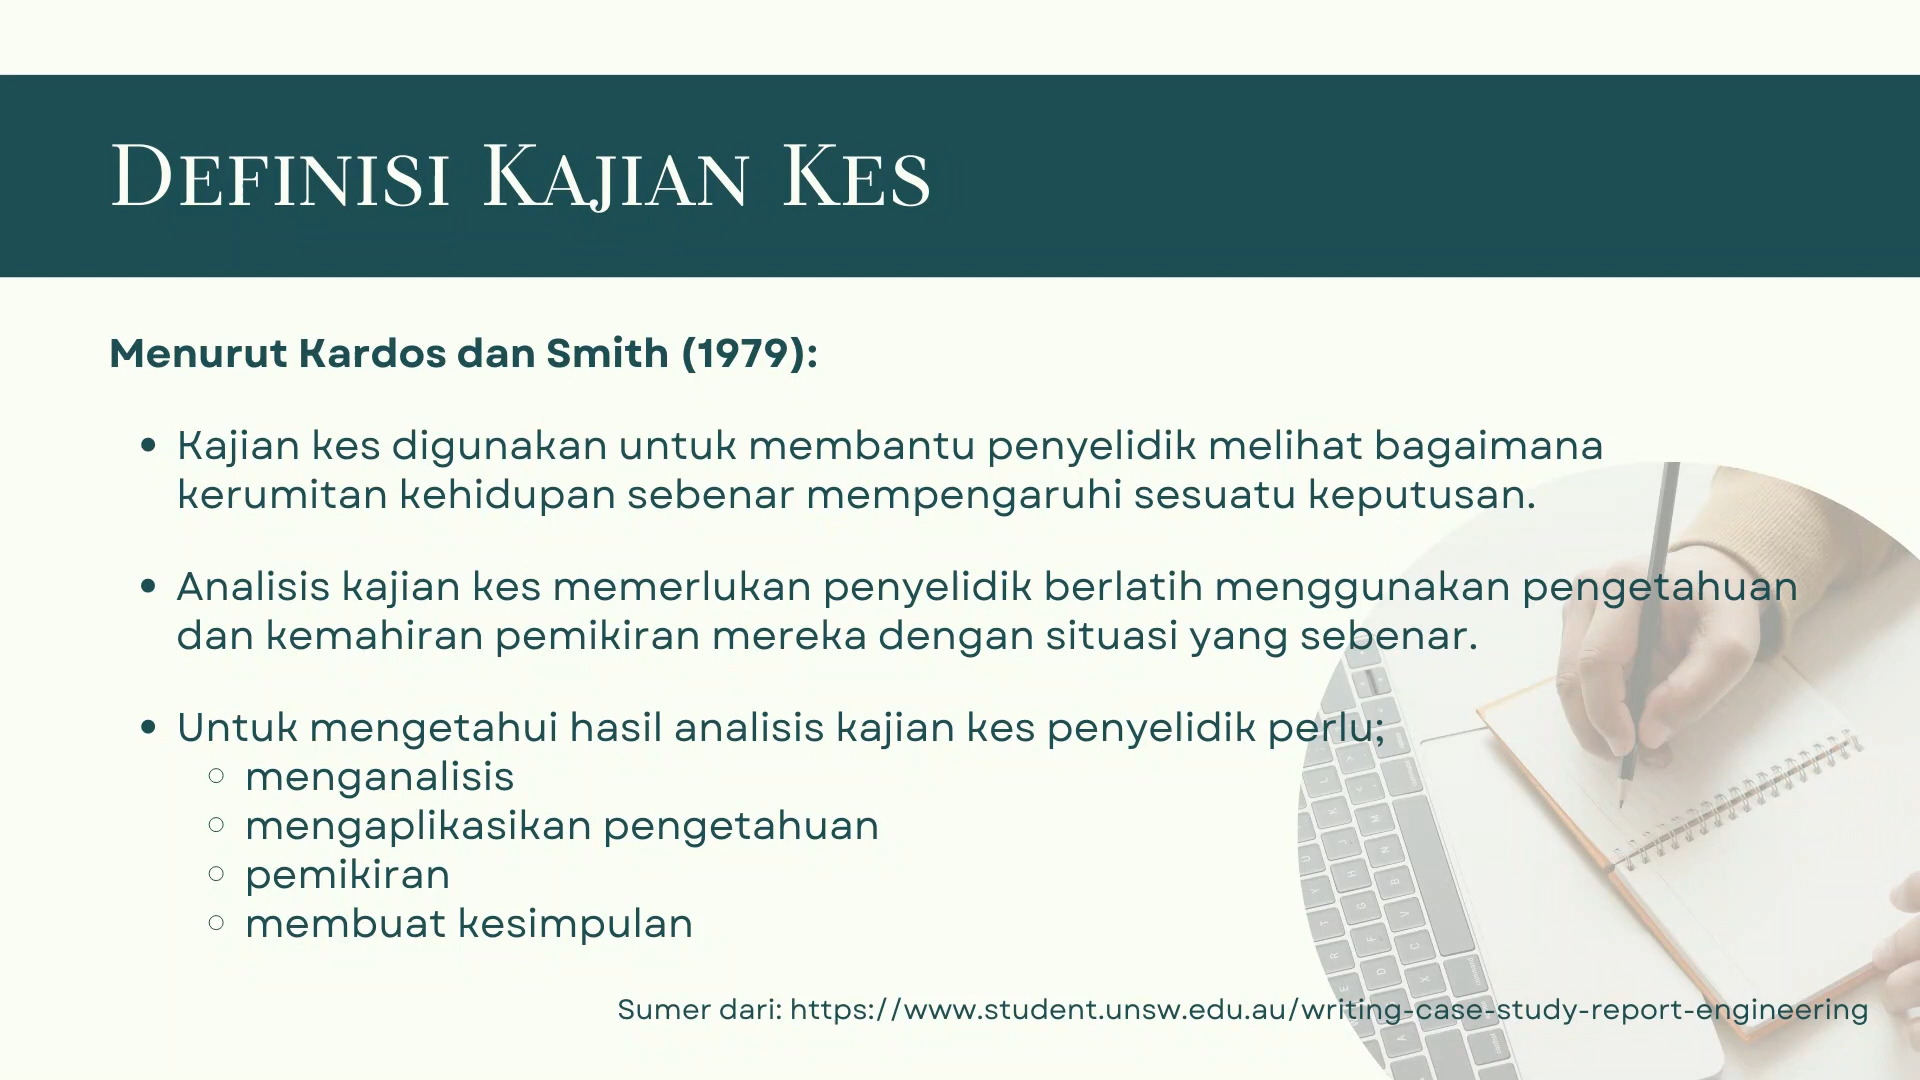 Definisi Kajian Kes
Menurut Kardos dan Smith (1979):
• Kajian kes digunakan untuk membantu penyelidik melihat bagaimana
kerumitan kehidupan sebenar mempengaruhi sesuatu keputusan.
• Analisis kajian kes memerlukan penyelidik berlatih menggunakan pengetahuan
dan kemahiran pemikiran mereka dengan situasi yang sebenar.
• Untuk mengetahui hasil analisis kajian kes penyelidik perlu;
○ menganalisis
○ mengaplikasikan pengetahuan
○ pemikiran
○ membuat kesimpulan
Sumer dari: https://www.student.unsw.edu.au/writing-case-study-report-engineering